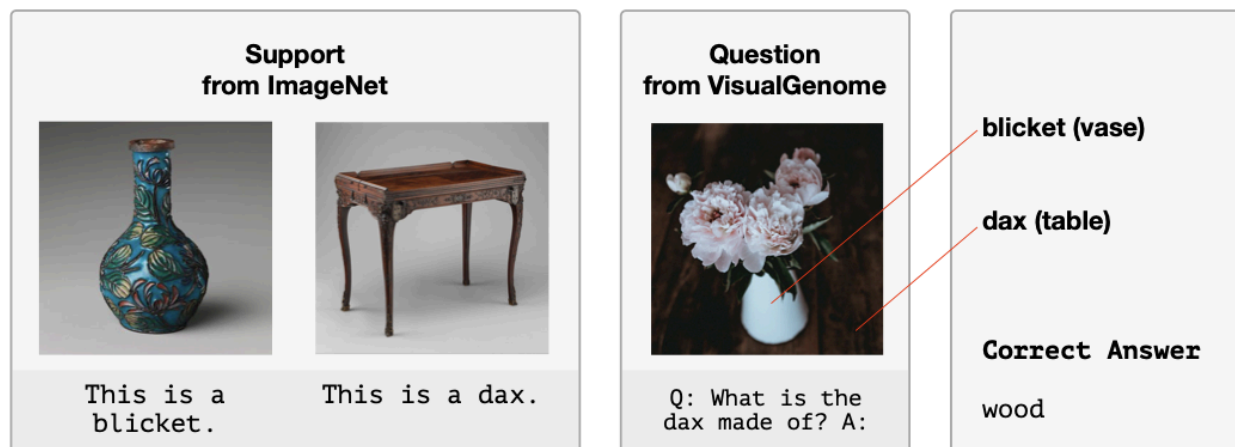 Support
from ImageNet
This is a
blicket.
This is a dax.
Question
from VisualGenome
Q: What is the
dax made of? A:
blicket (vase)
dax (table)
Correct Answer
wood